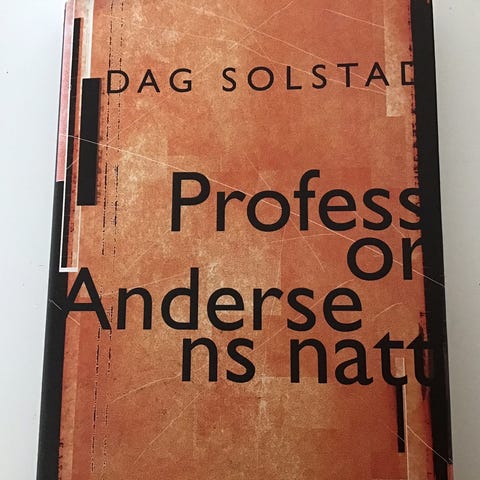 DAG SOLSTAD
Profess
or
Anderse
ns natt